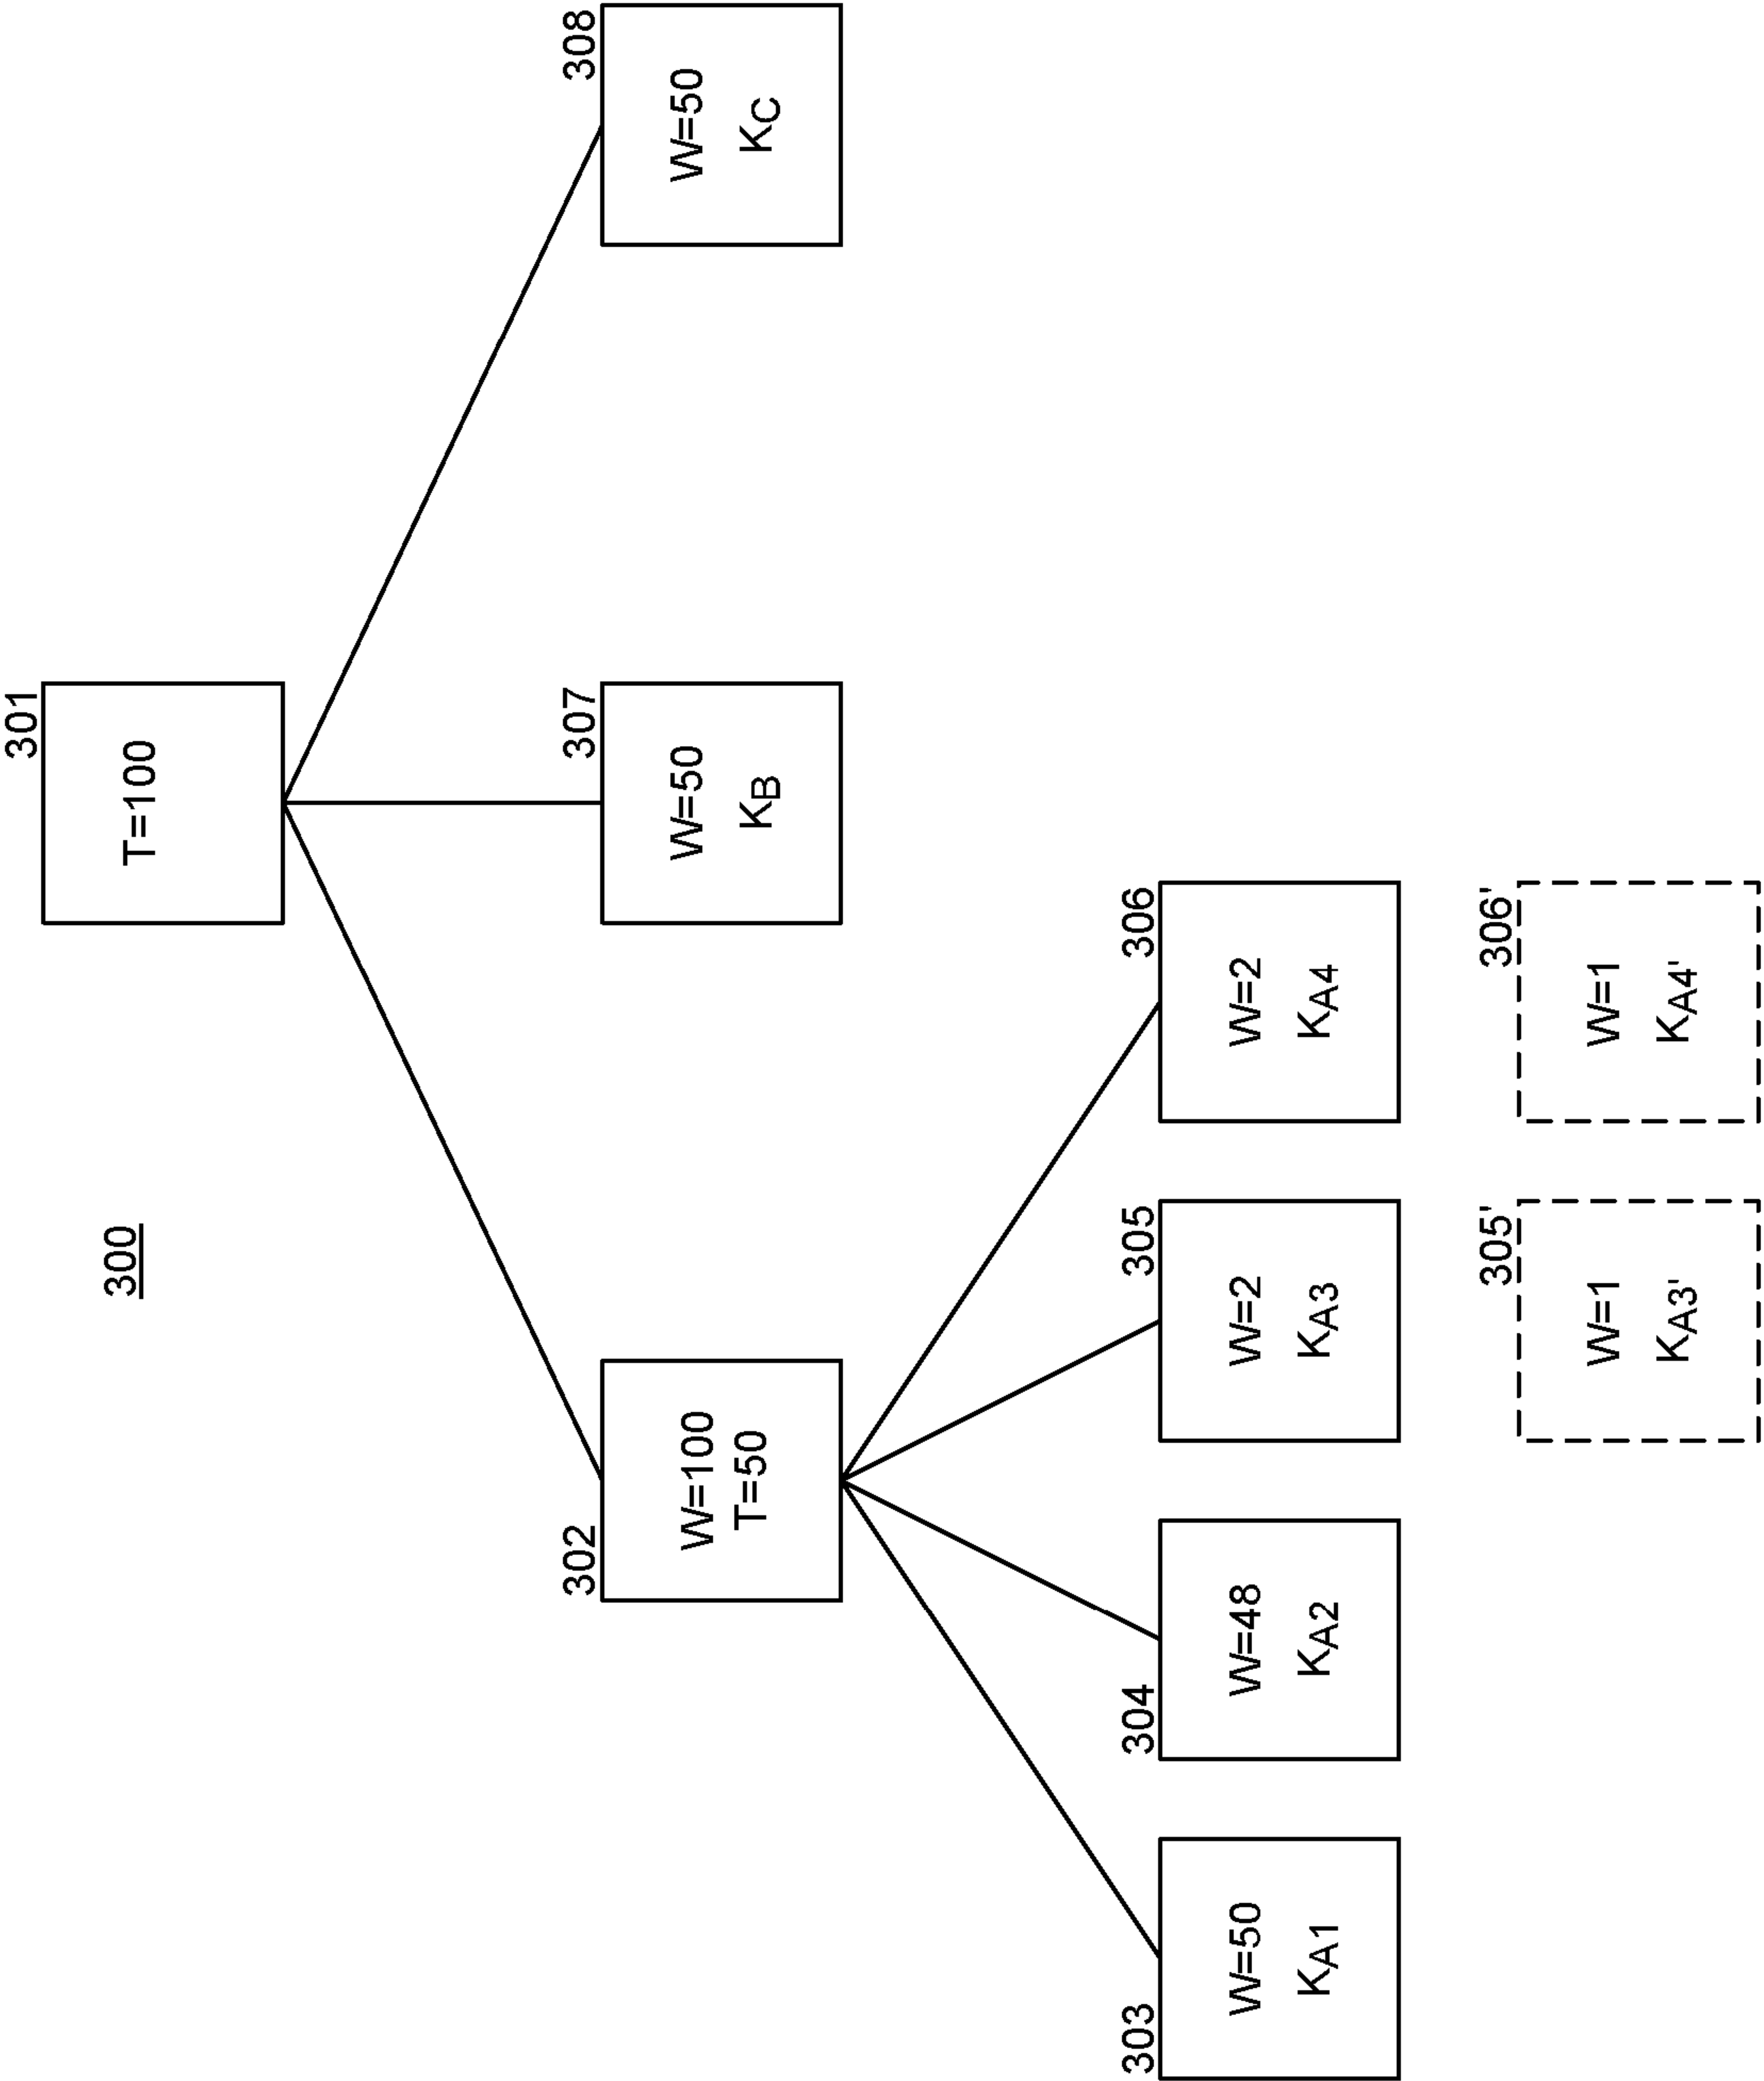 300
301
T=100
302
W=100
T=50
307
W=50
KB
308
W=50
KC
303
W=50
KA1
304
W=48
KA2
305
W=2
KA3
306
W=2
KA4
305'
W=1
KA3'
306'
W=1
KA4'